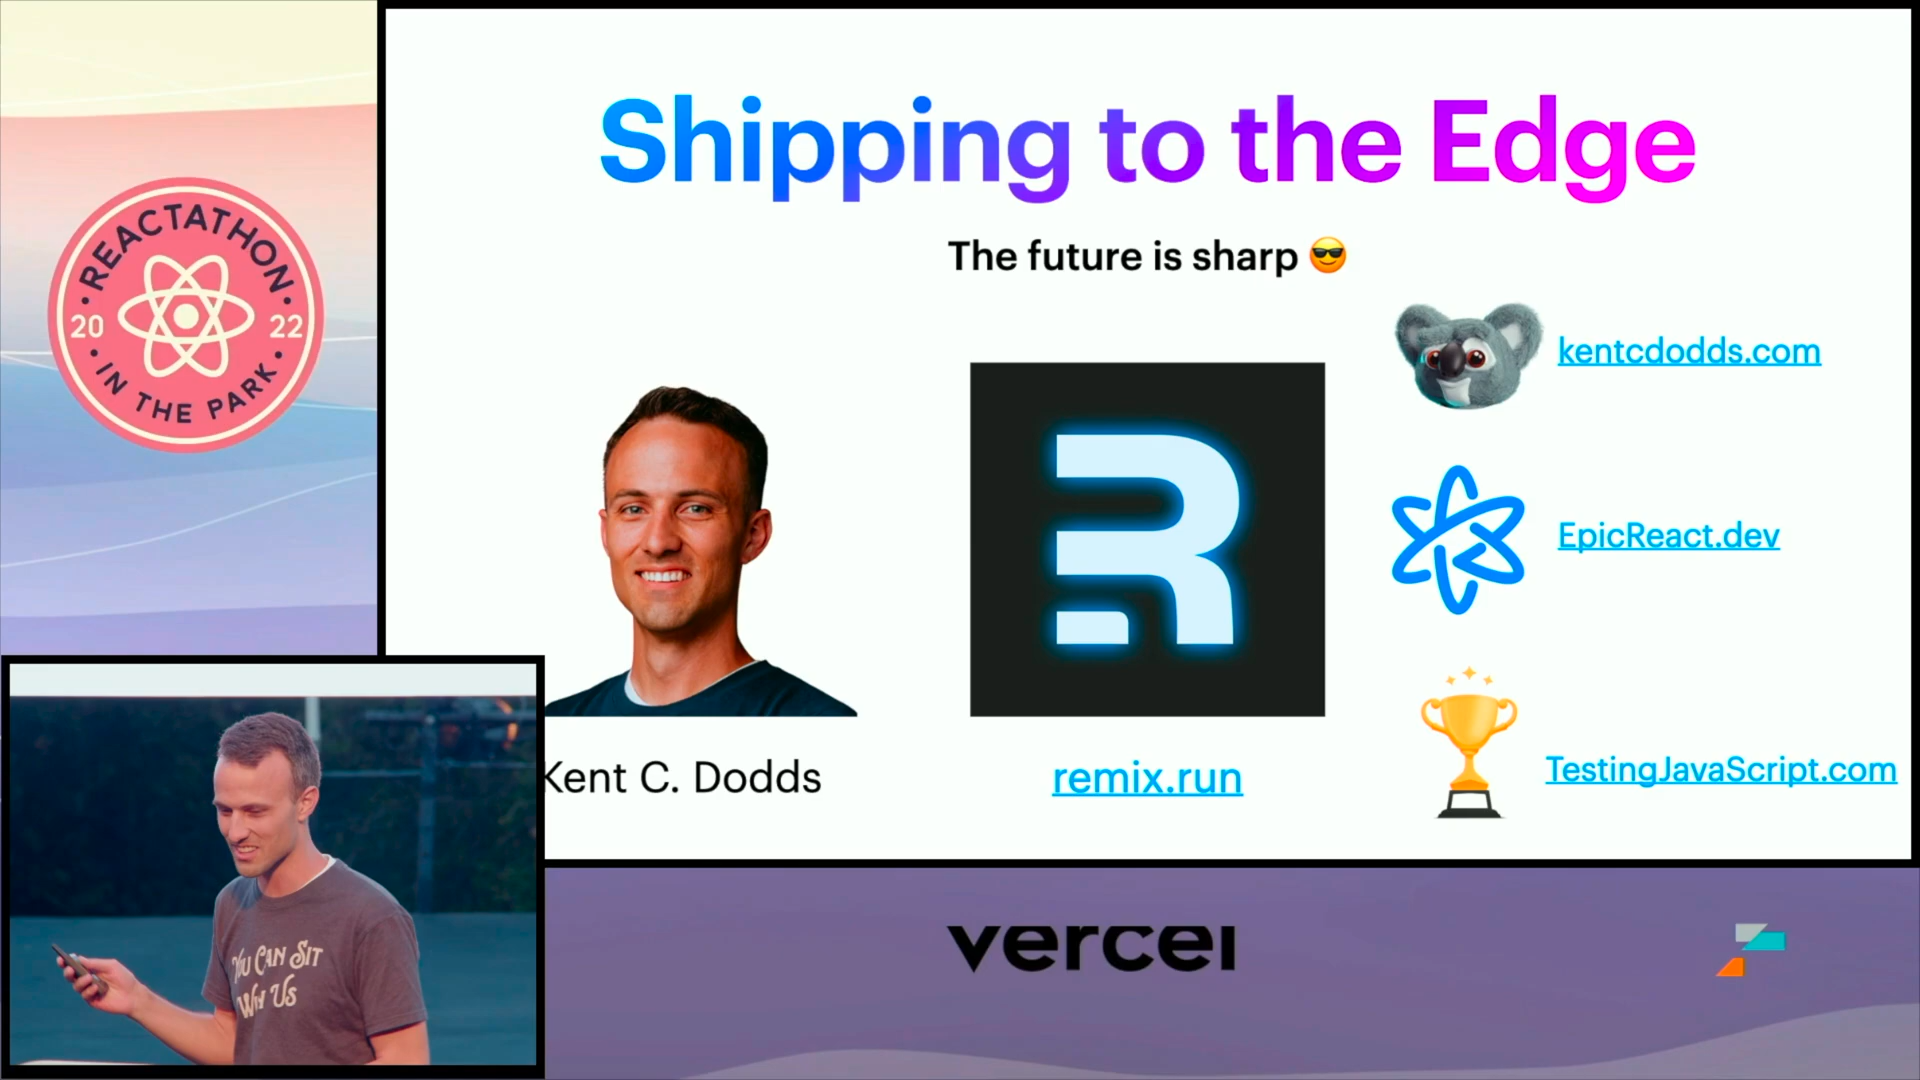 Shipping to the Edge
The future is sharp 😎
REACTATHON
20 22
IN THE PARK
kentcdodds.com
EpicReact.dev
Kent C. Dodds
remix.run
TestingJavaScript.com
You Can Sit
With Us
vercel